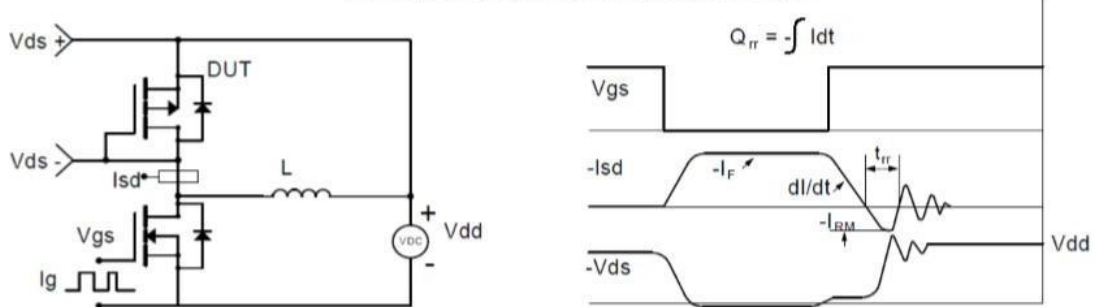 Vds +
DUT
Vds -
Isd
L
Vgs
Ig
+
VDC
-
Vdd
Qrr = -∫ Idt
Vgs
-Isd
-IF
dI/dt
trr
-IRM
-Vds
Vdd